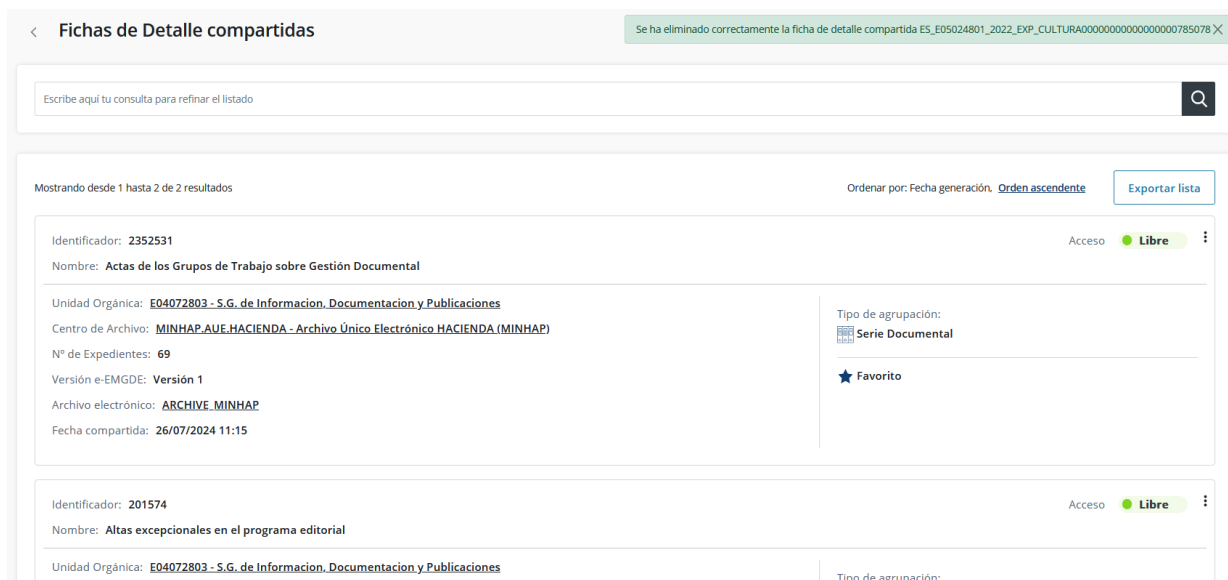 Fichas de Detalle compartidas
Se ha eliminado correctamente la ficha de detalle compartida ES_E05024801_2022_EXP_CULTURA0000000000000000000785078
Escribe aquí tu consulta para refinar el listado
Mostrando desde 1 hasta 2 de 2 resultados
Ordenar por: Fecha generación, Orden ascendente
Exportar lista
Identificador: 2352531
Acceso Libre
Nombre: Actas de los Grupos de Trabajo sobre Gestión Documental
Unidad Orgánica: E04072803 - S.G. de Informacion, Documentacion y Publicaciones
Centro de Archivo: MINHAP.AUE.HACIENDA - Archivo Único Electrónico HACIENDA (MINHAP)
Nº de Expedientes: 69
Versión e-EMGDE: Versión 1
Archivo electrónico: ARCHIVE_MINHAP
Fecha compartida: 26/07/2024 11:15
Tipo de agrupación:
Serie Documental
Favorito
Identificador: 201574
Acceso Libre
Nombre: Altas excepcionales en el programa editorial
Unidad Orgánica: E04072803 - S.G. de Informacion, Documentacion y Publicaciones
Tipo de agrupación: